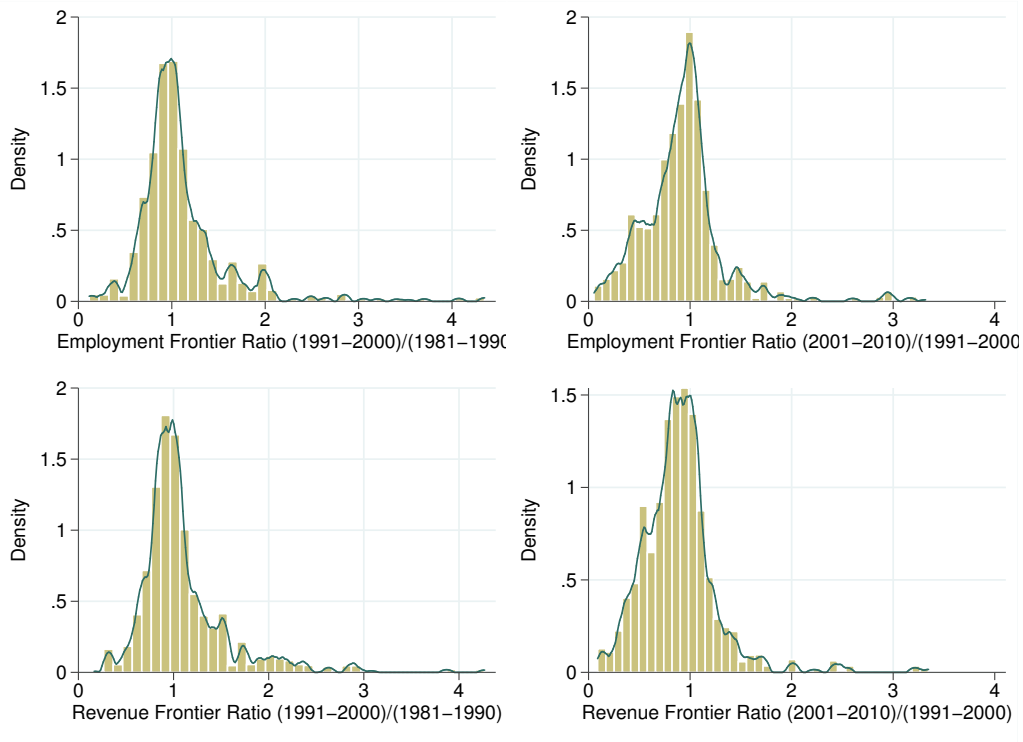 2
1.5
Density
1
.5
0
0 1 2 3 4
Employment Frontier Ratio (1991−2000)/(1981−1990
2
1.5
Density
1
.5
0
0 1 2 3 4
Employment Frontier Ratio (2001−2010)/(1991−2000
2
1.5
Density
1
.5
0
0 1 2 3 4
Revenue Frontier Ratio (1991−2000)/(1981−1990)
1.5
Density
1
.5
0
0 1 2 3 4
Revenue Frontier Ratio (2001−2010)/(1991−2000)